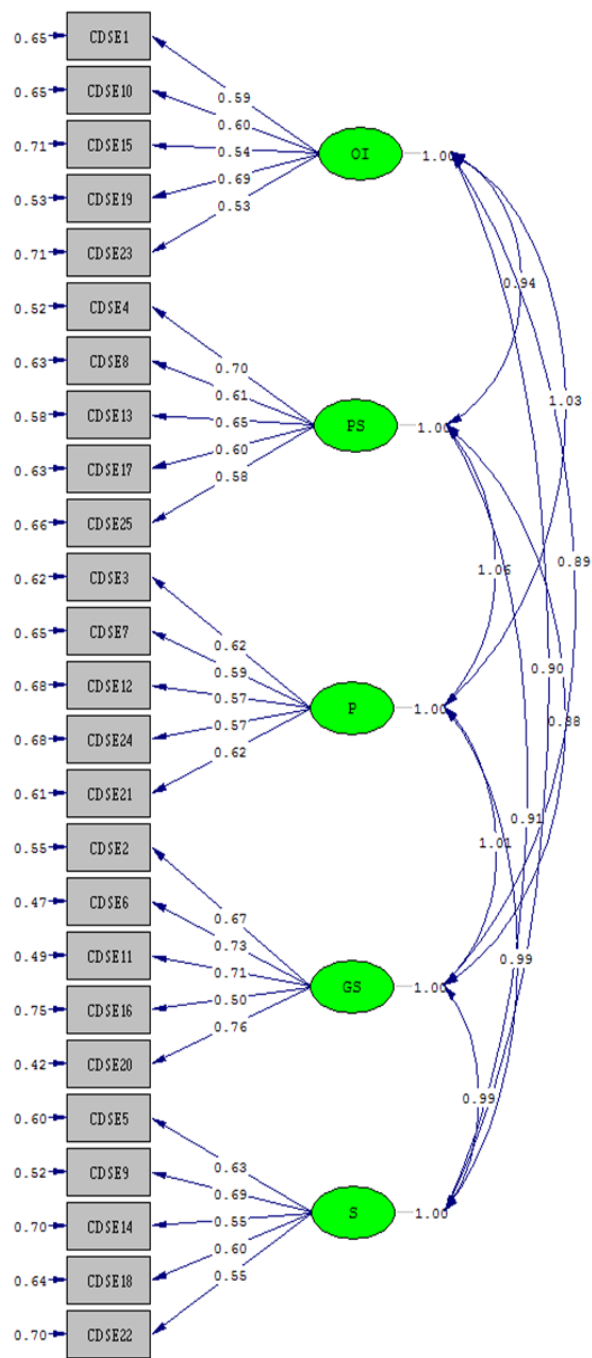 0.65 CDSE1
0.59
0.65 CDSE10
0.60
0.71 CDSE15
0.54
OI 1.00
0.53 CDSE19
0.69
0.71 CDSE23
0.53
0.94
0.52 CDSE4
0.70
0.63 CDSE8
0.61
1.03
0.58 CDSE13
0.65
PS 1.00
0.63 CDSE17
0.60
0.66 CDSE25
0.58
0.89
1.06
0.62 CDSE3
0.62
0.65 CDSE7
0.59
0.90
0.68 CDSE12
0.57
P 1.00
0.88
0.68 CDSE24
0.57
0.61 CDSE21
0.62
0.91
1.01
0.55 CDSE2
0.67
0.47 CDSE6
0.73
0.49 CDSE11
0.71
0.99
GS 1.00
0.75 CDSE16
0.50
0.42 CDSE20
0.76
0.99
0.60 CDSE5
0.63
0.52 CDSE9
0.69
0.70 CDSE14
0.55
S 1.00
0.64 CDSE18
0.60
0.70 CDSE22
0.55